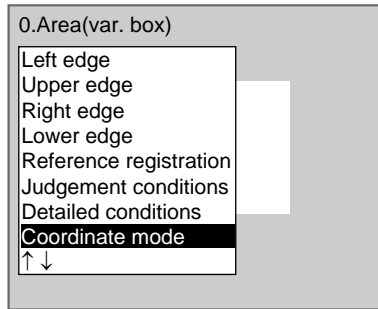 0.Area(var. box)
Left edge
Upper edge
Right edge
Lower edge
Reference registration
Judgement conditions
Detailed conditions
Coordinate mode
↑↓